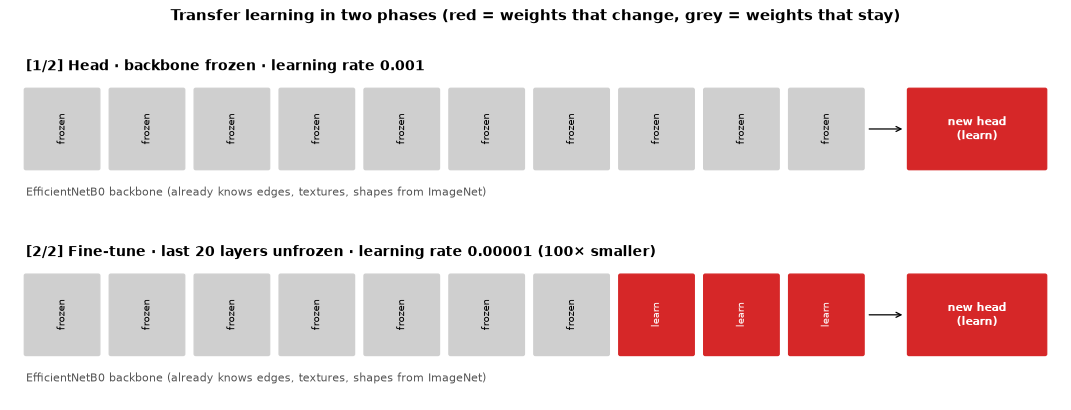 Transfer learning in two phases (red = weights that change, grey = weights that stay)
[1/2] Head · backbone frozen · learning rate 0.001
frozen
frozen
frozen
frozen
frozen
frozen
frozen
frozen
frozen
frozen
new head
(learn)
EfficientNetB0 backbone (already knows edges, textures, shapes from ImageNet)
[2/2] Fine-tune · last 20 layers unfrozen · learning rate 0.00001 (100× smaller)
frozen
frozen
frozen
frozen
frozen
frozen
frozen
learn
learn
learn
new head
(learn)
EfficientNetB0 backbone (already knows edges, textures, shapes from ImageNet)